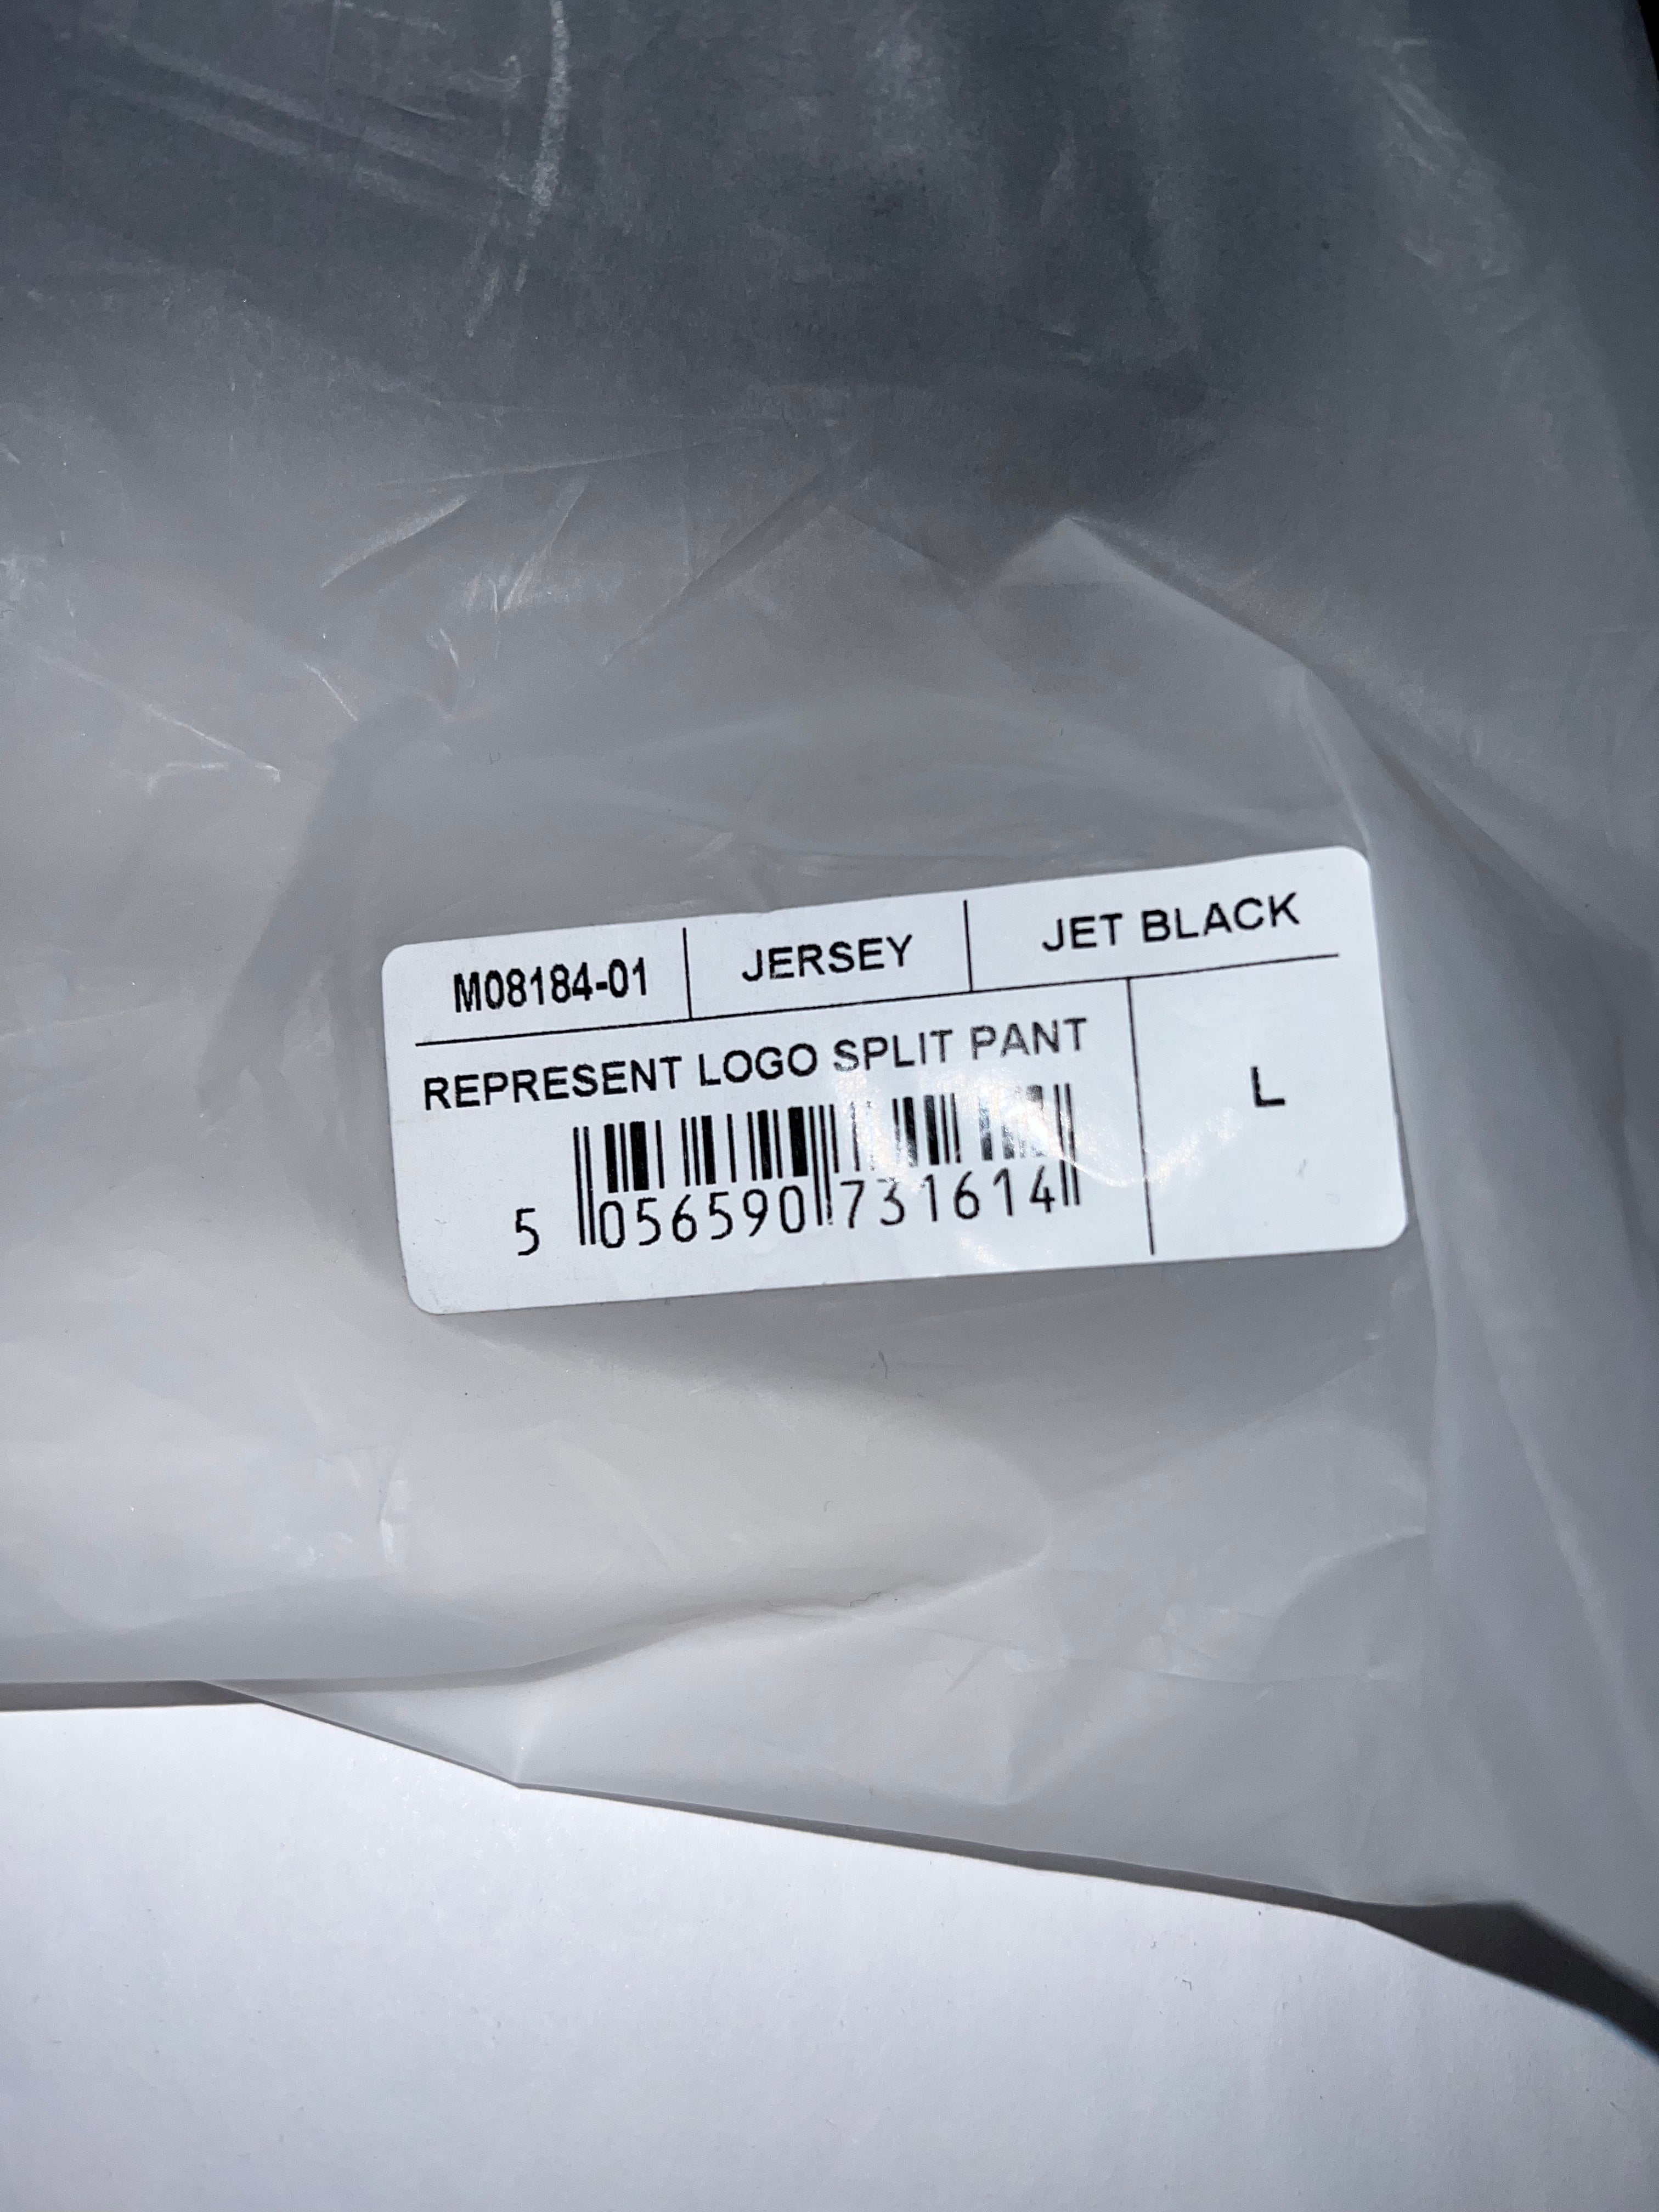 M08184-01 JERSEY JET BLACK
REPRESENT LOGO SPLIT PANT
L
5 056590 731614